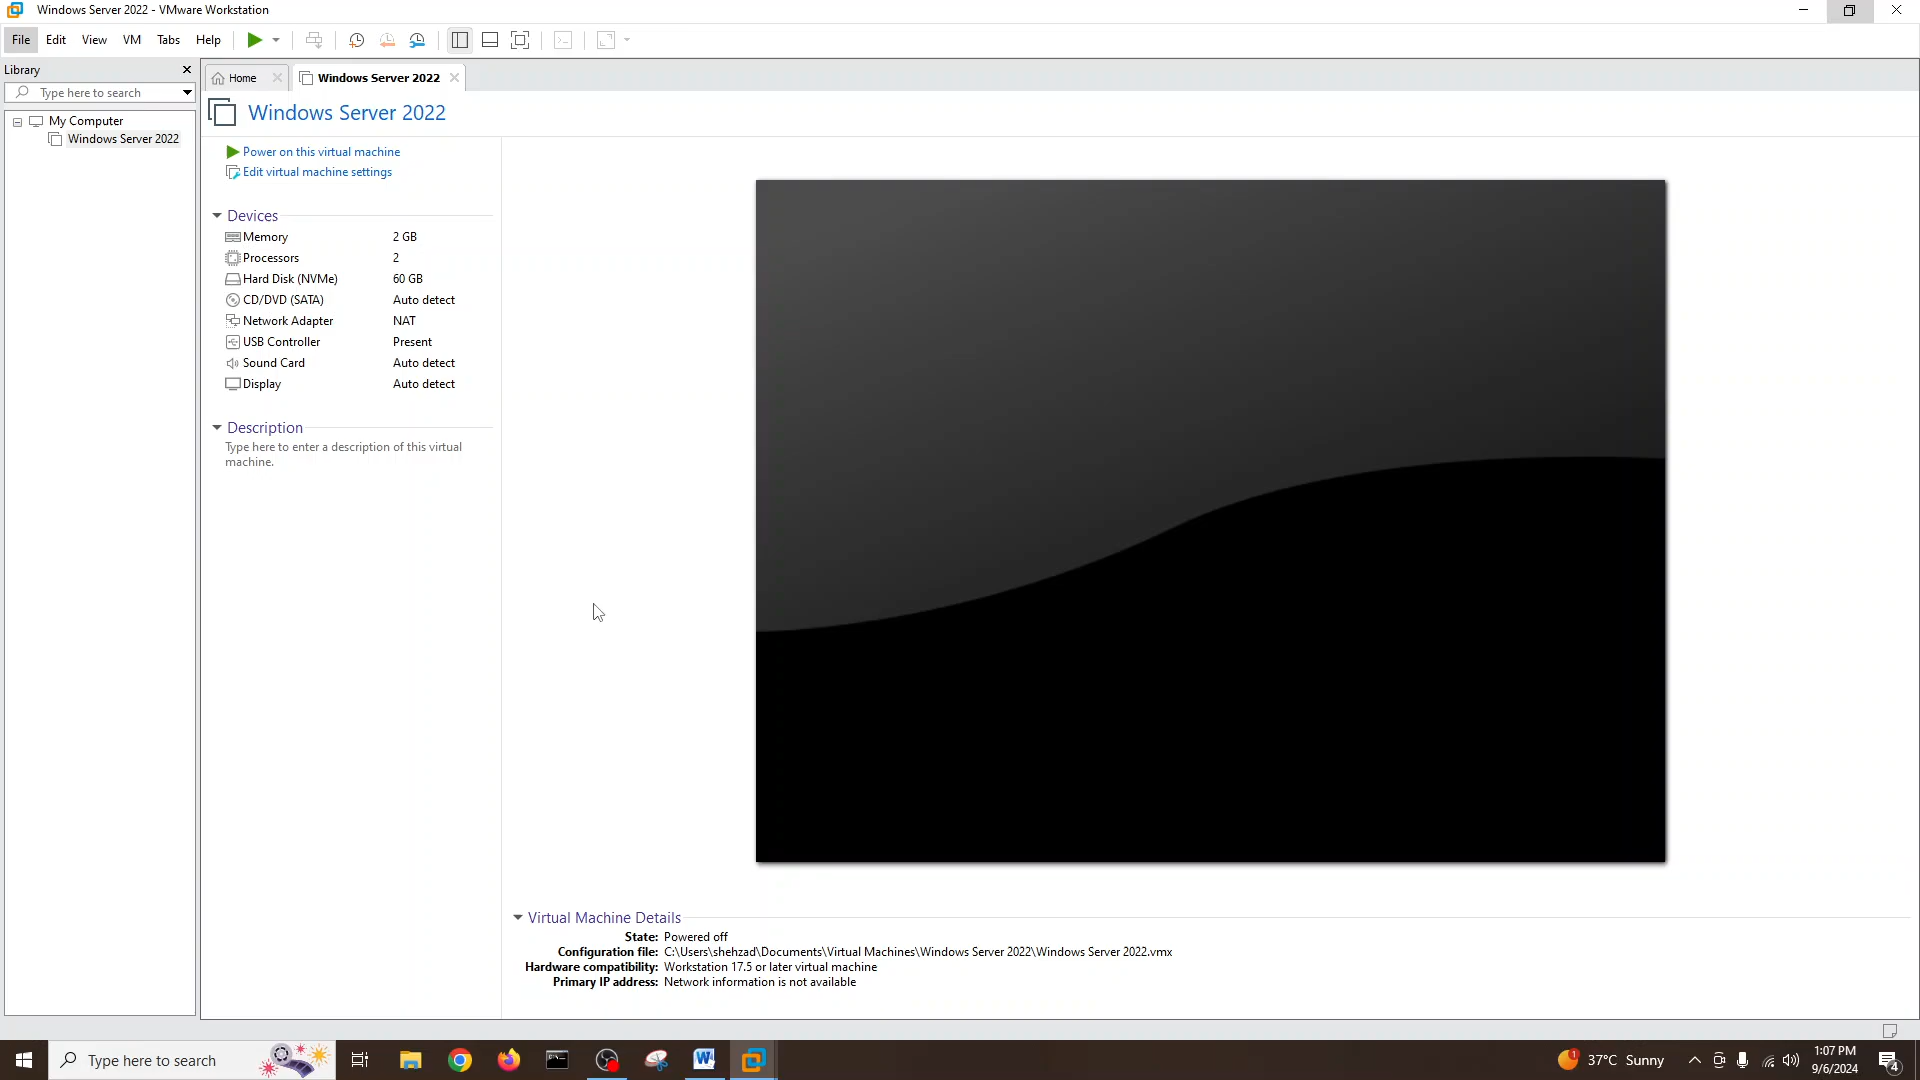 Windows Server 2022 - VMware Workstation
File Edit View VM Tabs Help
Library
Type here to search
My Computer
Windows Server 2022
Home Windows Server 2022
Windows Server 2022
Power on this virtual machine
Edit virtual machine settings
Devices
Memory 2 GB
Processors 2
Hard Disk (NVMe) 60 GB
CD/DVD (SATA) Auto detect
Network Adapter NAT
USB Controller Present
Sound Card Auto detect
Display Auto detect
Description
Type here to enter a description of this virtual
machine.
Virtual Machine Details
State: Powered off
Configuration file: C:\Users\shehzad\Documents\Virtual Machines\Windows Server 2022\Windows Server 2022.vmx
Hardware compatibility: Workstation 17.5 or later virtual machine
Primary IP address: Network information is not available
Type here to search
1
37°C Sunny
1:07 PM
9/6/2024
4